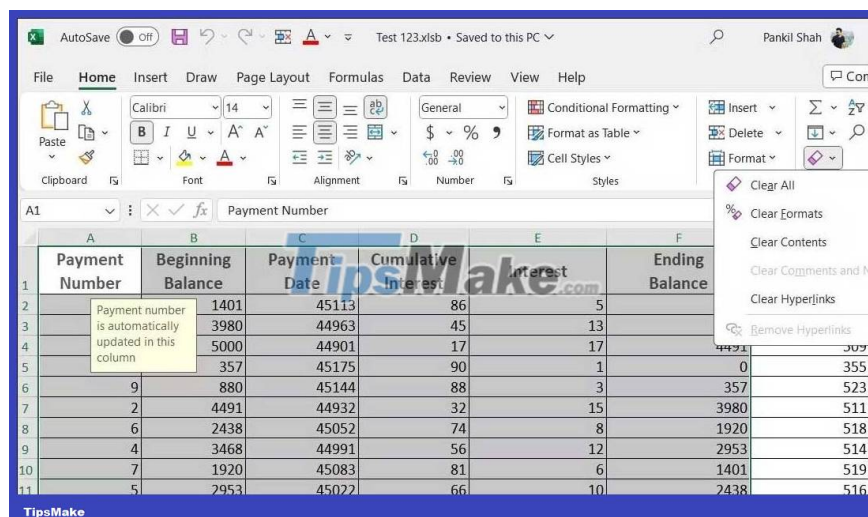 AutoSave Off Test 123.xlsb • Saved to this PC Pankil Shah
File Home Insert Draw Page Layout Formulas Data Review View Help
Calibri 14 General Conditional Formatting Insert
Paste B I U A A $ % Format as Table Delete
A Cell Styles Format
Clipboard Font Alignment Number Styles
Clear All
Clear Formats
Clear Contents
Clear Comments and N
Clear Hyperlinks
Remove Hyperlinks
A1 fx Payment Number
A B C D E F
1 Payment Number Beginning Balance Payment Date Cumulative Interest Interest Ending Balance
TipsMake.com
Payment number
is automatically
updated in this
column
2 1401 45113 86 5
3 3980 44963 45 13
4 5000 44901 17 17 4491 509
5 357 45175 90 1 0 355
6 9 880 45144 88 3 357 523
7 2 4491 44932 32 15 3980 511
8 6 2438 45052 74 8 1920 518
9 4 3468 44991 56 12 2953 514
10 7 1920 45083 81 6 1401 519
11 5 2953 45022 66 10 2438 516
TipsMake